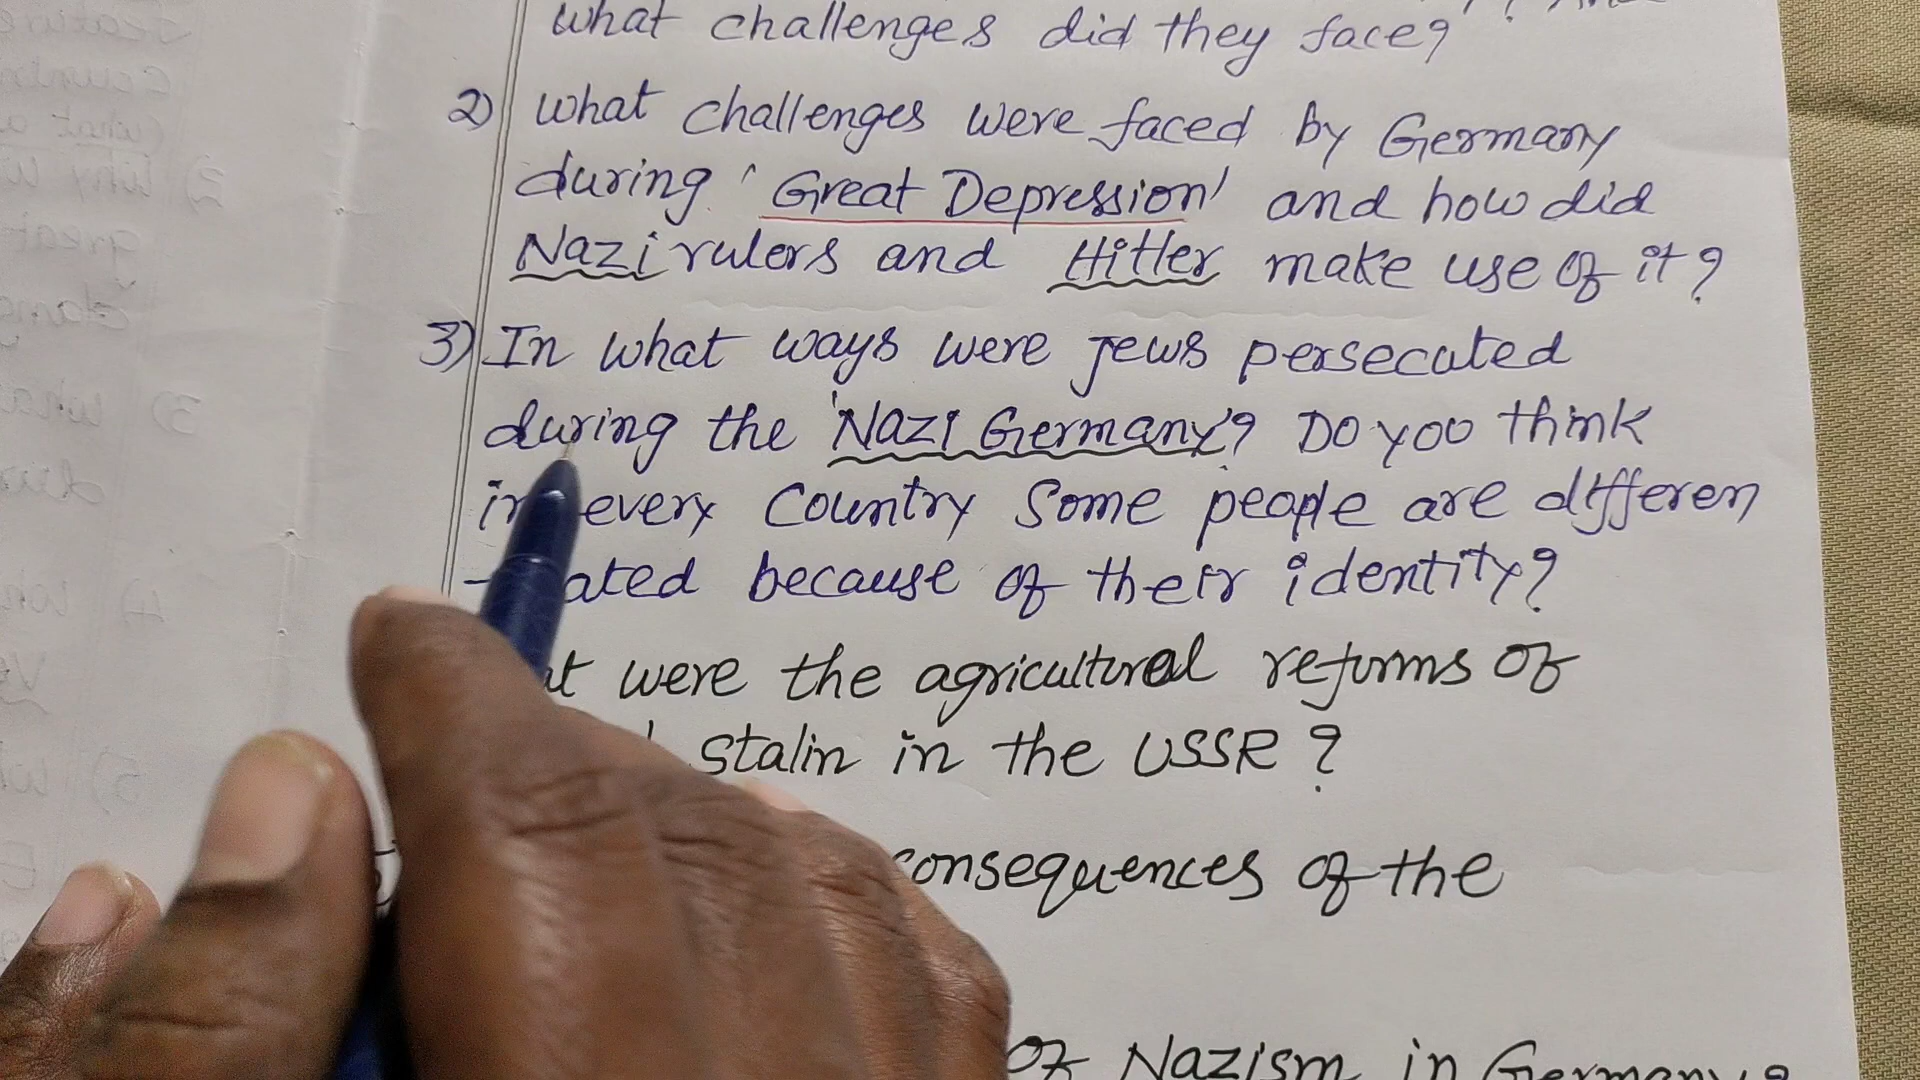 what challenges did they face?
2) What challenges were faced by Germany
during 'Great Depression' and how did
Nazi rulers and Hitler make use of it?
3) In what ways were Jews persecated
during the 'Nazi Germany'? Do you think
in every Country Some people are differen
-ated because of their identity?
were the agricultural reforms of
Stalin in the USSR?
consequences of the
of Nazism in Germany?